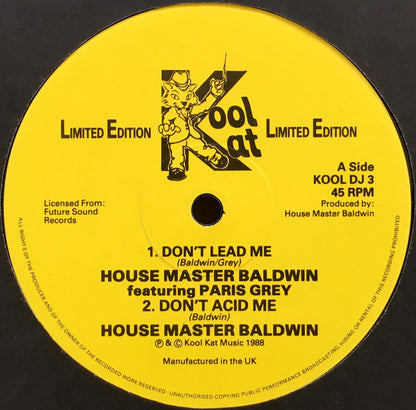 Kool
Kat
LIMITED EDITION
LIMITED EDITION
A Side
KOOL DJ 3
45 RPM
Produced by:
House Master Baldwin
Licensed From:
Future Sound
Records
1. DON'T LEAD ME
(Baldwin/Grey)
HOUSE MASTER BALDWIN
featuring PARIS GREY
2. DON'T ACID ME
(Baldwin)
HOUSE MASTER BALDWIN
Ⓟ & © Kool Kat Music 1988
Manufactured in the UK
ALL RIGHTS OF THE PRODUCER AND OF THE OWNER OF THE RECORDED WORK RESERVED · UNAUTHORISED COPYING PUBLIC PERFORMANCE BROADCASTING HIRING OR RENTAL OF THIS RECORDING PROHIBITED